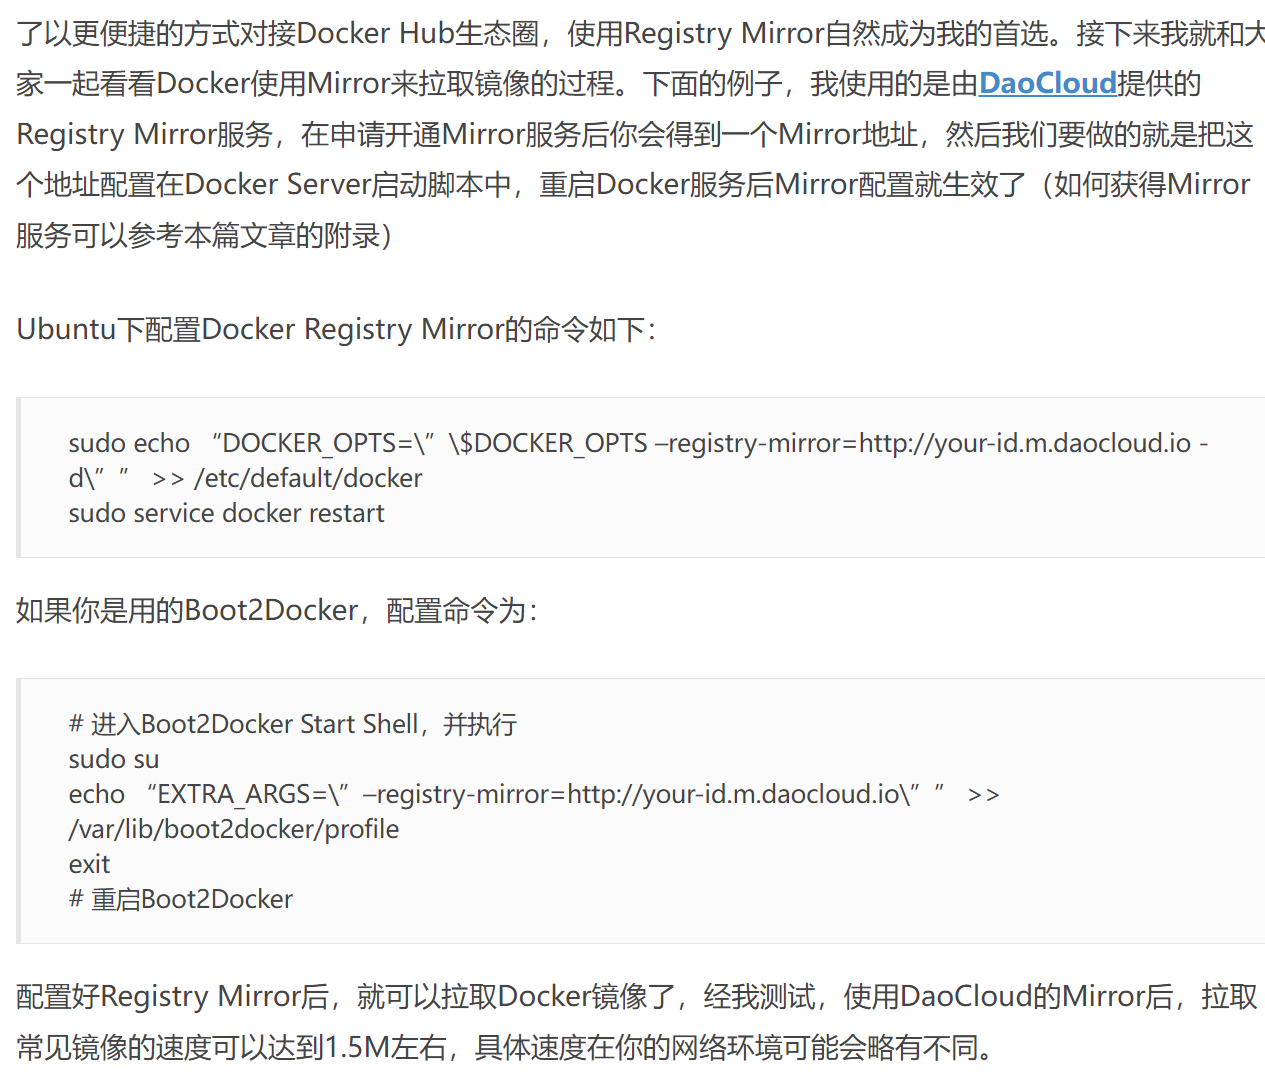 了以更便捷的方式对接Docker Hub生态圈，使用Registry Mirror自然成为我的首选。接下来我就和大
家一起看看Docker使用Mirror来拉取镜像的过程。下面的例子，我使用的是由DaoCloud提供的
Registry Mirror服务，在申请开通Mirror服务后你会得到一个Mirror地址，然后我们要做的就是把这
个地址配置在Docker Server启动脚本中，重启Docker服务后Mirror配置就生效了（如何获得Mirror
服务可以参考本篇文章的附录）
Ubuntu下配置Docker Registry Mirror的命令如下：
sudo echo “DOCKER_OPTS=\”\$DOCKER_OPTS –registry-mirror=http://your-id.m.daocloud.io -
d\”” >> /etc/default/docker
sudo service docker restart
如果你是用的Boot2Docker，配置命令为：
# 进入Boot2Docker Start Shell，并执行
sudo su
echo “EXTRA_ARGS=\”–registry-mirror=http://your-id.m.daocloud.io\”” >>
/var/lib/boot2docker/profile
exit
# 重启Boot2Docker
配置好Registry Mirror后，就可以拉取Docker镜像了，经我测试，使用DaoCloud的Mirror后，拉取
常见镜像的速度可以达到1.5M左右，具体速度在你的网络环境可能会略有不同。